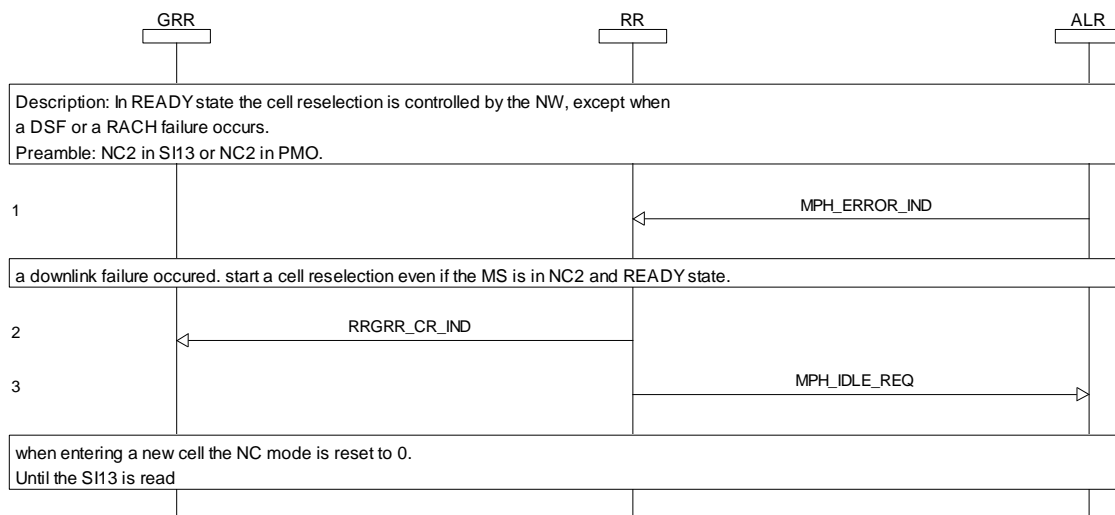 GRR RR ALR
Description: In READY state the cell reselection is controlled by the NW, except when
a DSF or a RACH failure occurs.
Preamble: NC2 in SI13 or NC2 in PMO.
1 MPH_ERROR_IND
a downlink failure occured. start a cell reselection even if the MS is in NC2 and READY state.
2 RRGRR_CR_IND
3 MPH_IDLE_REQ
when entering a new cell the NC mode is reset to 0.
Until the SI13 is read